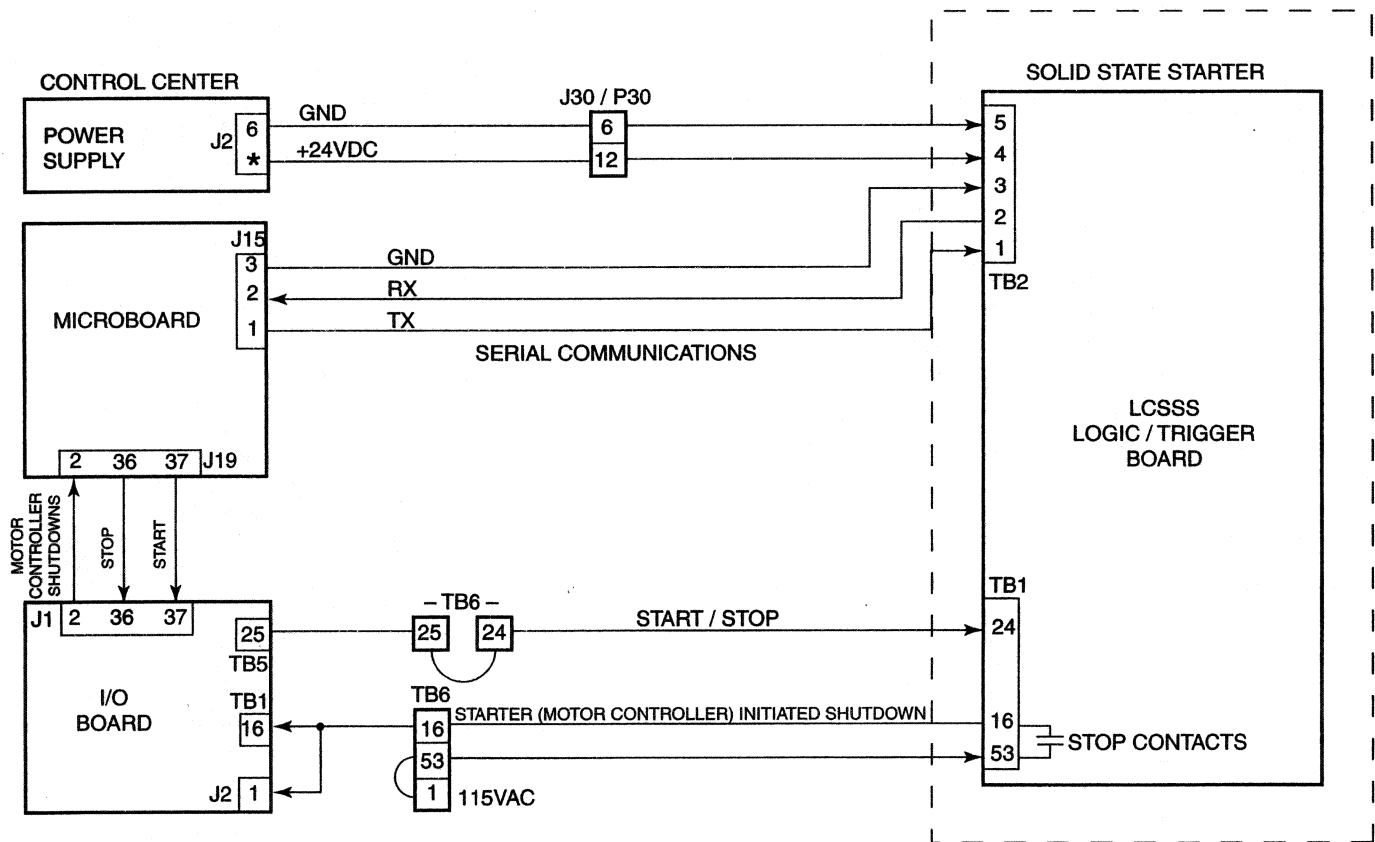 CONTROL CENTER
POWER
SUPPLY
J2
6
*
GND
+24VDC
J30 / P30
6
12
SOLID STATE STARTER
5
4
3
2
1
TB2
MICROBOARD
J15
3
2
1
GND
RX
TX
SERIAL COMMUNICATIONS
LCSSS
LOGIC / TRIGGER
BOARD
2 36 37
J19
MOTOR
CONTROLLER
SHUTDOWNS
STOP
START
J1
2 36 37
I/O
BOARD
25
TB5
TB1
16
J2
1
– TB6 –
25
24
START / STOP
TB6
16
53
1
115VAC
STARTER (MOTOR CONTROLLER) INITIATED SHUTDOWN
TB1
24
16
53
STOP CONTACTS